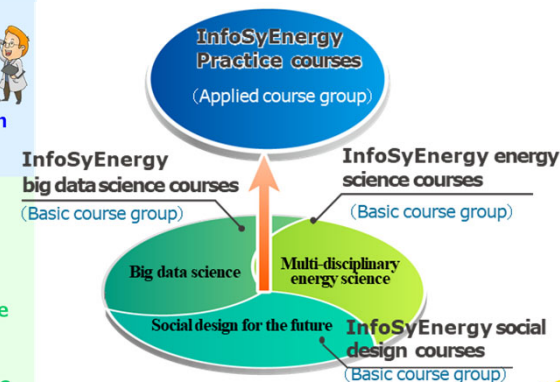 InfoSyEnergy
Practice courses
(Applied course group)
InfoSyEnergy
big data science courses
(Basic course group)
InfoSyEnergy energy
science courses
(Basic course group)
Big data science
Multi-disciplinary
energy science
Social design for the future
InfoSyEnergy social
design courses
(Basic course group)